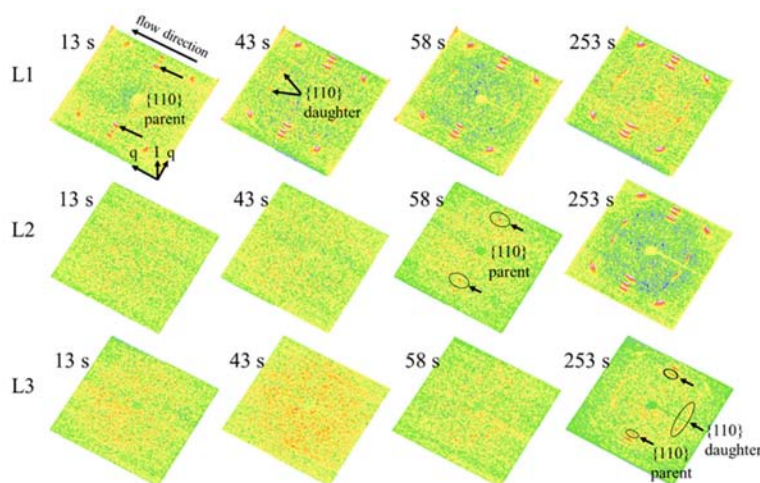 13 s
flow direction
43 s
58 s
253 s
L1
{110}
parent
{110}
daughter
q
I
q
13 s
43 s
58 s
253 s
L2
{110}
parent
13 s
43 s
58 s
253 s
L3
{110}
daughter
{110}
parent